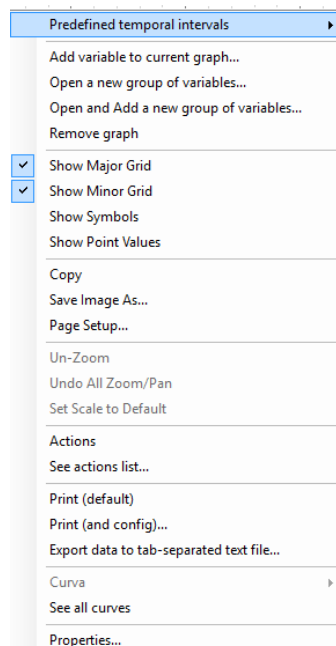 Predefined temporal intervals
Add variable to current graph...
Open a new group of variables...
Open and Add a new group of variables...
Remove graph
Show Major Grid
Show Minor Grid
Show Symbols
Show Point Values
Copy
Save Image As...
Page Setup...
Un-Zoom
Undo All Zoom/Pan
Set Scale to Default
Actions
See actions list...
Print (default)
Print (and config)...
Export data to tab-separated text file...
Curva
See all curves
Properties...